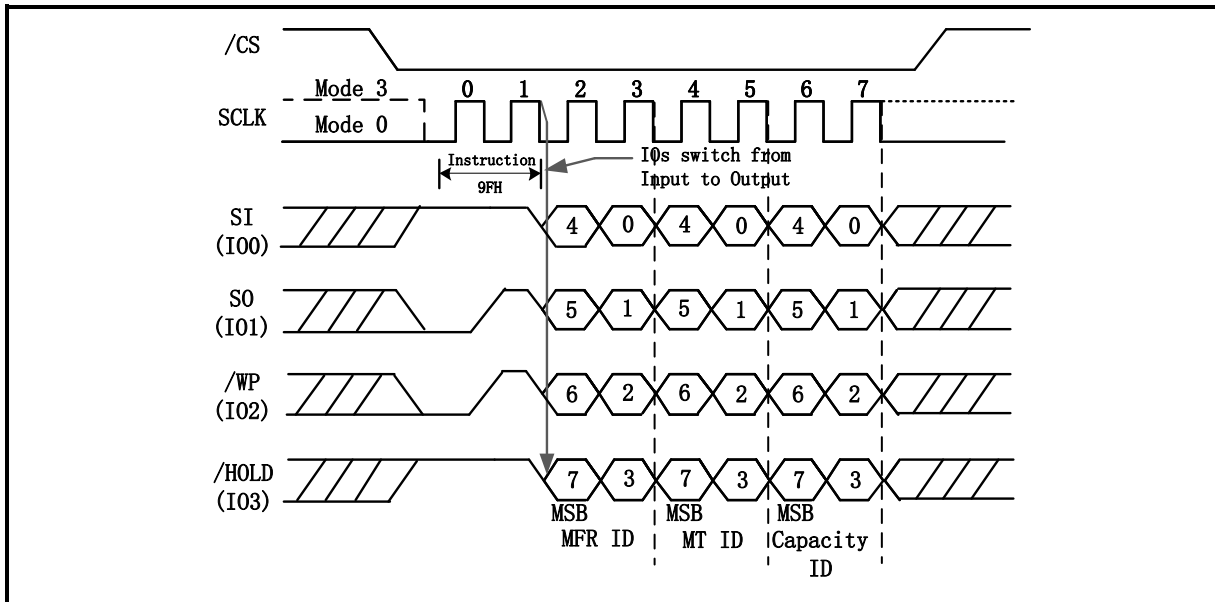 /CS
Mode 3 0 1 2 3 4 5 6 7
SCLK
Mode 0
Instruction
9FH
IOs switch from
Input to Output
SI
(IO0)
4 0 4 0 4 0
SO
(IO1)
5 1 5 1 5 1
/WP
(IO2)
6 2 6 2 6 2
/HOLD
(IO3)
7 3 7 3 7 3
MSB MSB MSB
MFR ID MT ID Capacity
ID